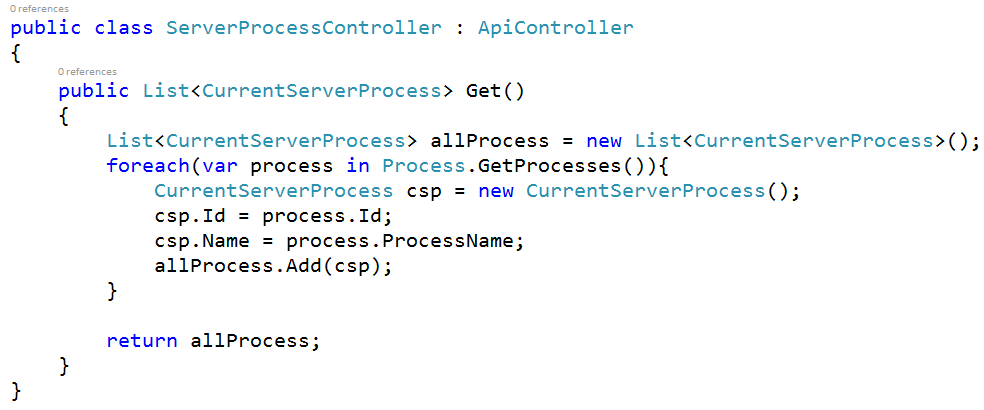 0 references
public class ServerProcessController : ApiController
{
0 references
public List<CurrentServerProcess> Get()
{
List<CurrentServerProcess> allProcess = new List<CurrentServerProcess>();
foreach(var process in Process.GetProcesses()){
CurrentServerProcess csp = new CurrentServerProcess();
csp.Id = process.Id;
csp.Name = process.ProcessName;
allProcess.Add(csp);
}
return allProcess;
}
}